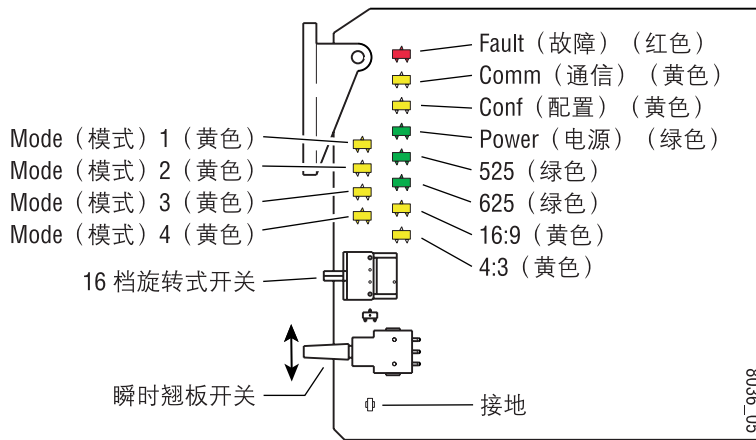 Fault（故障）（红色）
Comm（通信）（黄色）
Conf（配置）（黄色）
Power（电源）（绿色）
525（绿色）
625（绿色）
16:9（黄色）
4:3（黄色）
Mode（模式）1（黄色）
Mode（模式）2（黄色）
Mode（模式）3（黄色）
Mode（模式）4（黄色）
16 档旋转式开关
瞬时翘板开关
接地
8036_05